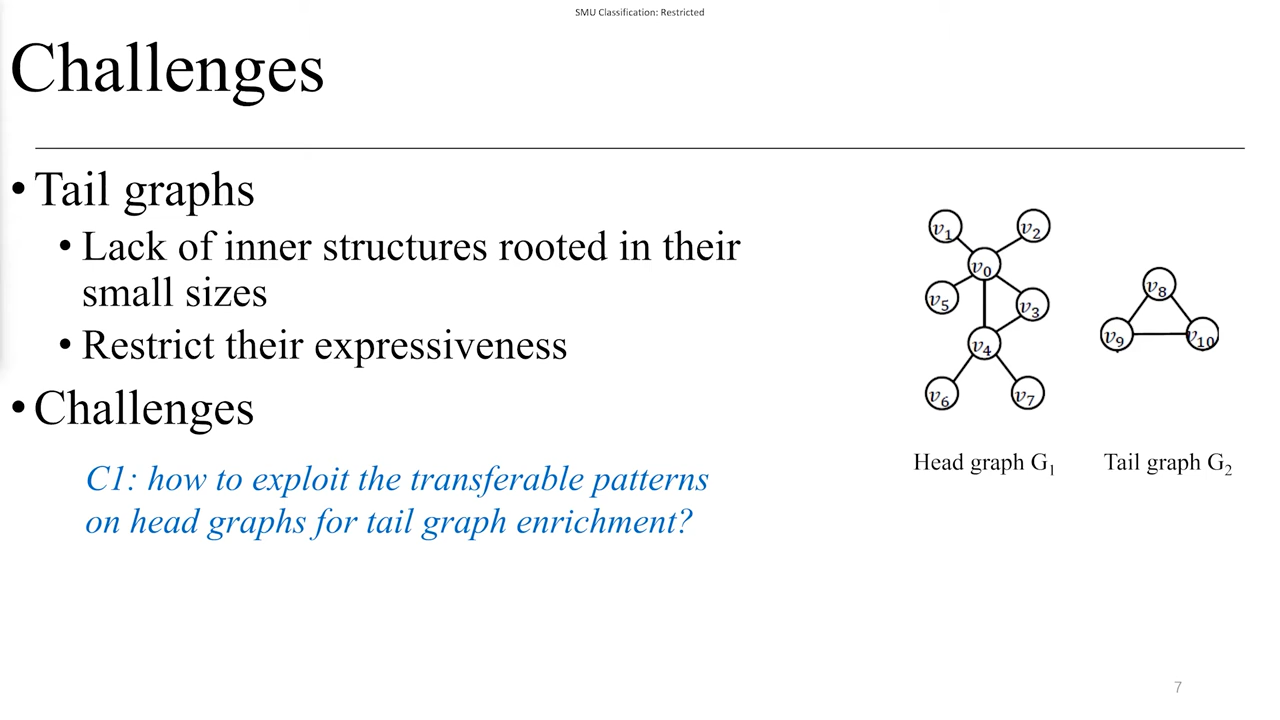 SMU Classification: Restricted
Challenges
• Tail graphs
• Lack of inner structures rooted in their
small sizes
• Restrict their expressiveness
• Challenges
C1: how to exploit the transferable patterns
on head graphs for tail graph enrichment?
v1
v2
v0
v5
v3
v4
v6
v7
v8
v9
v10
Head graph G1
Tail graph G2
7